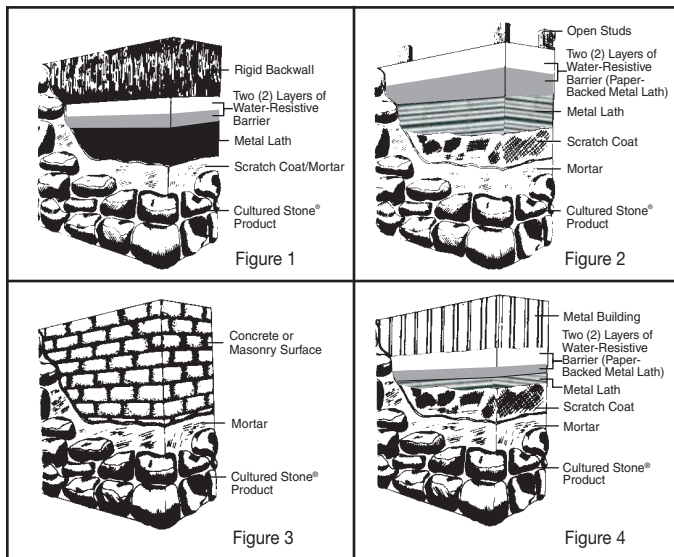 Rigid Backwall
Two (2) Layers of
Water-Resistive
Barrier
Metal Lath
Scratch Coat/Mortar
Cultured Stone®
Product
Figure 1
Open Studs
Two (2) Layers of
Water-Resistive
Barrier (Paper-
Backed Metal Lath)
Metal Lath
Scratch Coat
Mortar
Cultured Stone®
Product
Figure 2
Concrete or
Masonry Surface
Mortar
Cultured Stone®
Product
Figure 3
Metal Building
Two (2) Layers of
Water-Resistive
Barrier (Paper-
Backed Metal Lath)
Metal Lath
Scratch Coat
Mortar
Cultured Stone®
Product
Figure 4